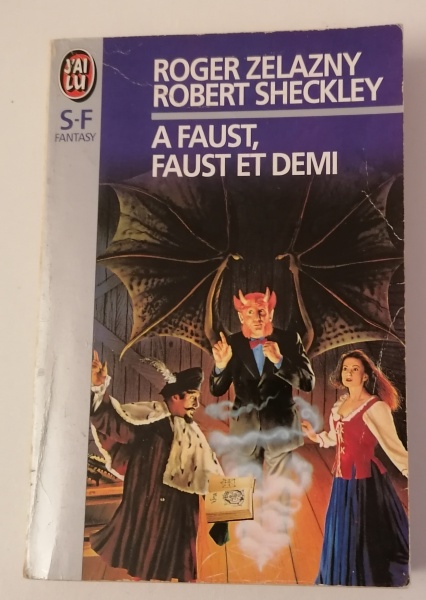 J'AI
LU
S-F
FANTASY
ROGER ZELAZNY
ROBERT SHECKLEY
A FAUST,
FAUST ET DEMI